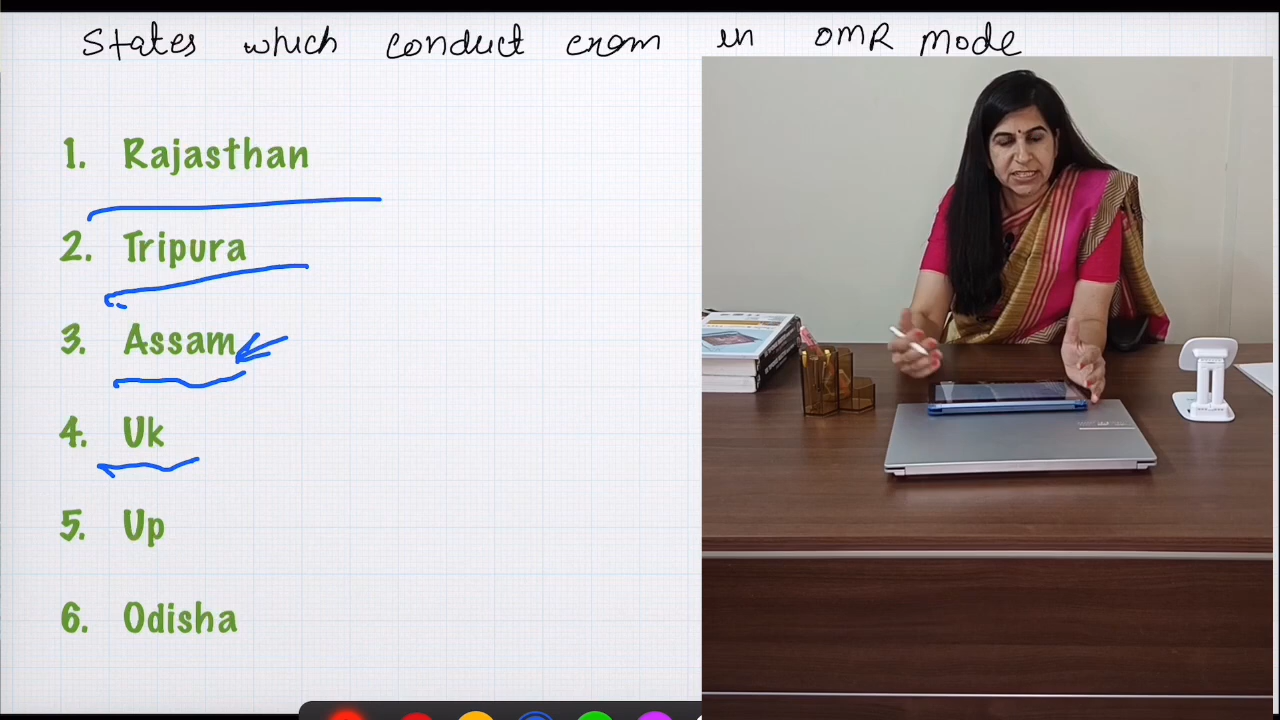 States which conduct exam in OMR mode
1. Rajasthan
2. Tripura
3. Assam
4. Uk
5. Up
6. Odisha